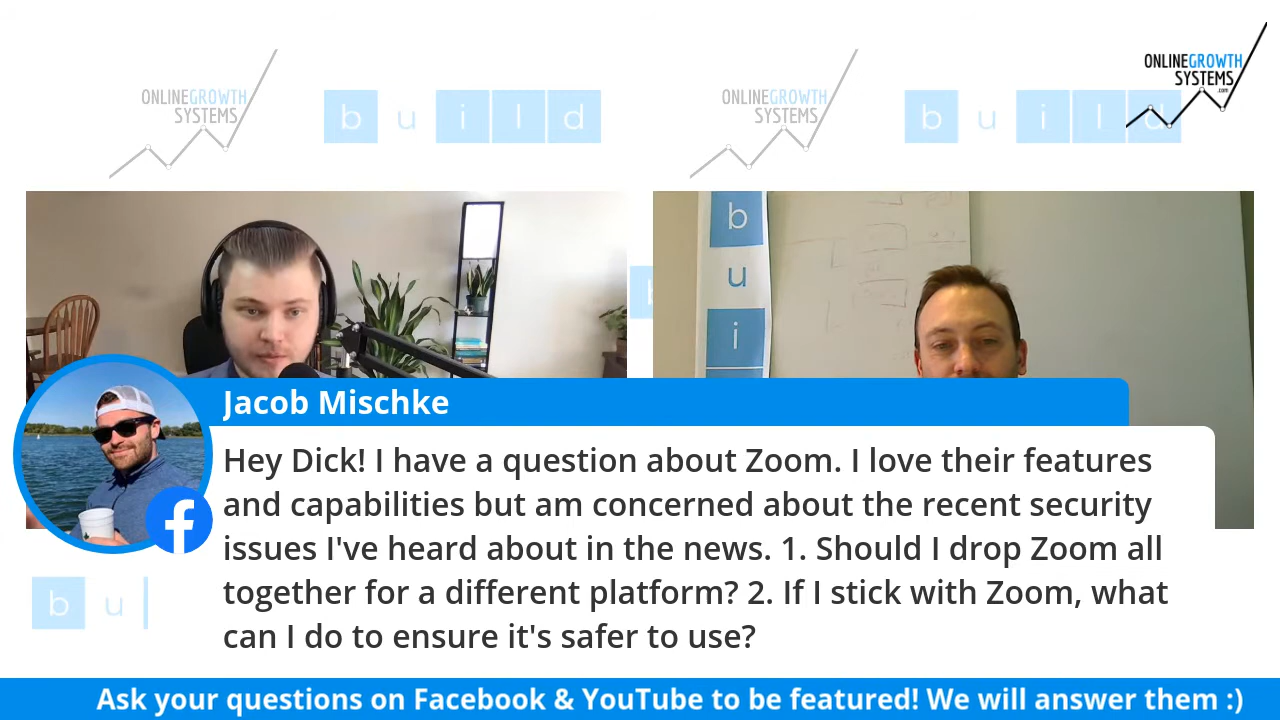 ONLINEGROWTH
SYSTEMS
.com
ONLINEGROWTH
SYSTEMS
build
ONLINEGROWTH
SYSTEMS
build
b
u
i
b
Jacob Mischke
Hey Dick! I have a question about Zoom. I love their features
and capabilities but am concerned about the recent security
issues I've heard about in the news. 1. Should I drop Zoom all
together for a different platform? 2. If I stick with Zoom, what
can I do to ensure it's safer to use?
bu
Ask your questions on Facebook & YouTube to be featured! We will answer them :)